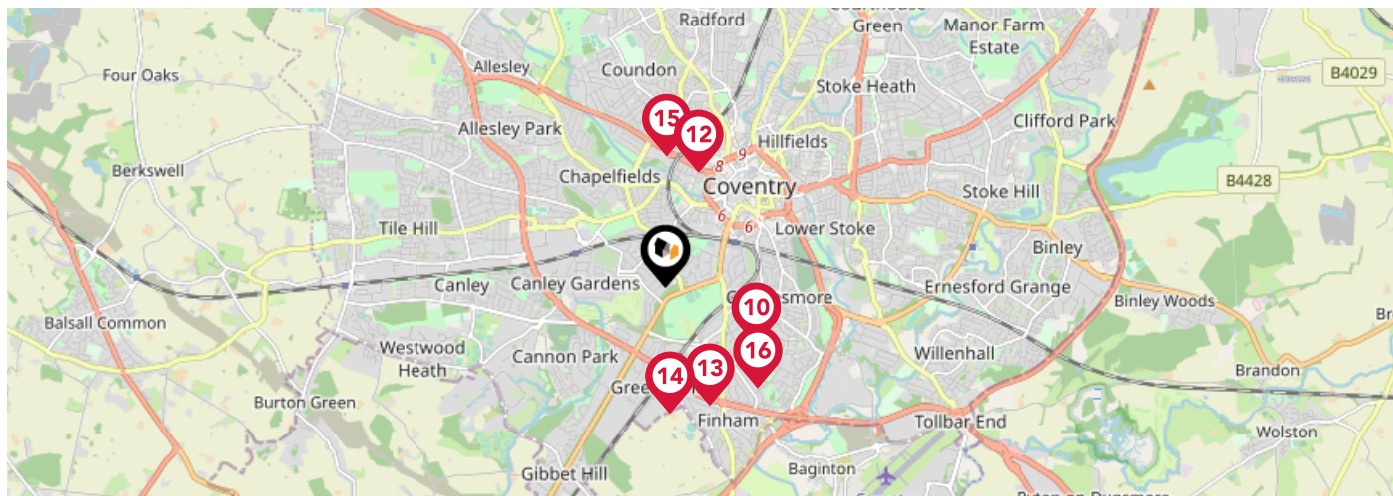 Radford
Green
Manor Farm
Estate
Four Oaks
Allesley
Coundon
B4029
Stoke Heath
15
12
Allesley Park
Clifford Park
Hillfields
9
8
Berkswell
Chapelfields
Coventry
Stoke Hill
B4428
6
6
Tile Hill
Lower Stoke
Binley
Canley
Canley Gardens
Ernesford Grange
10
Binley Woods
Balsall Common
Westwood
Heath
Cannon Park
16
Willenhall
13
14
Brandon
Burton Green
Finham
Tollbar End
Wolston
Gibbet Hill
Baginton